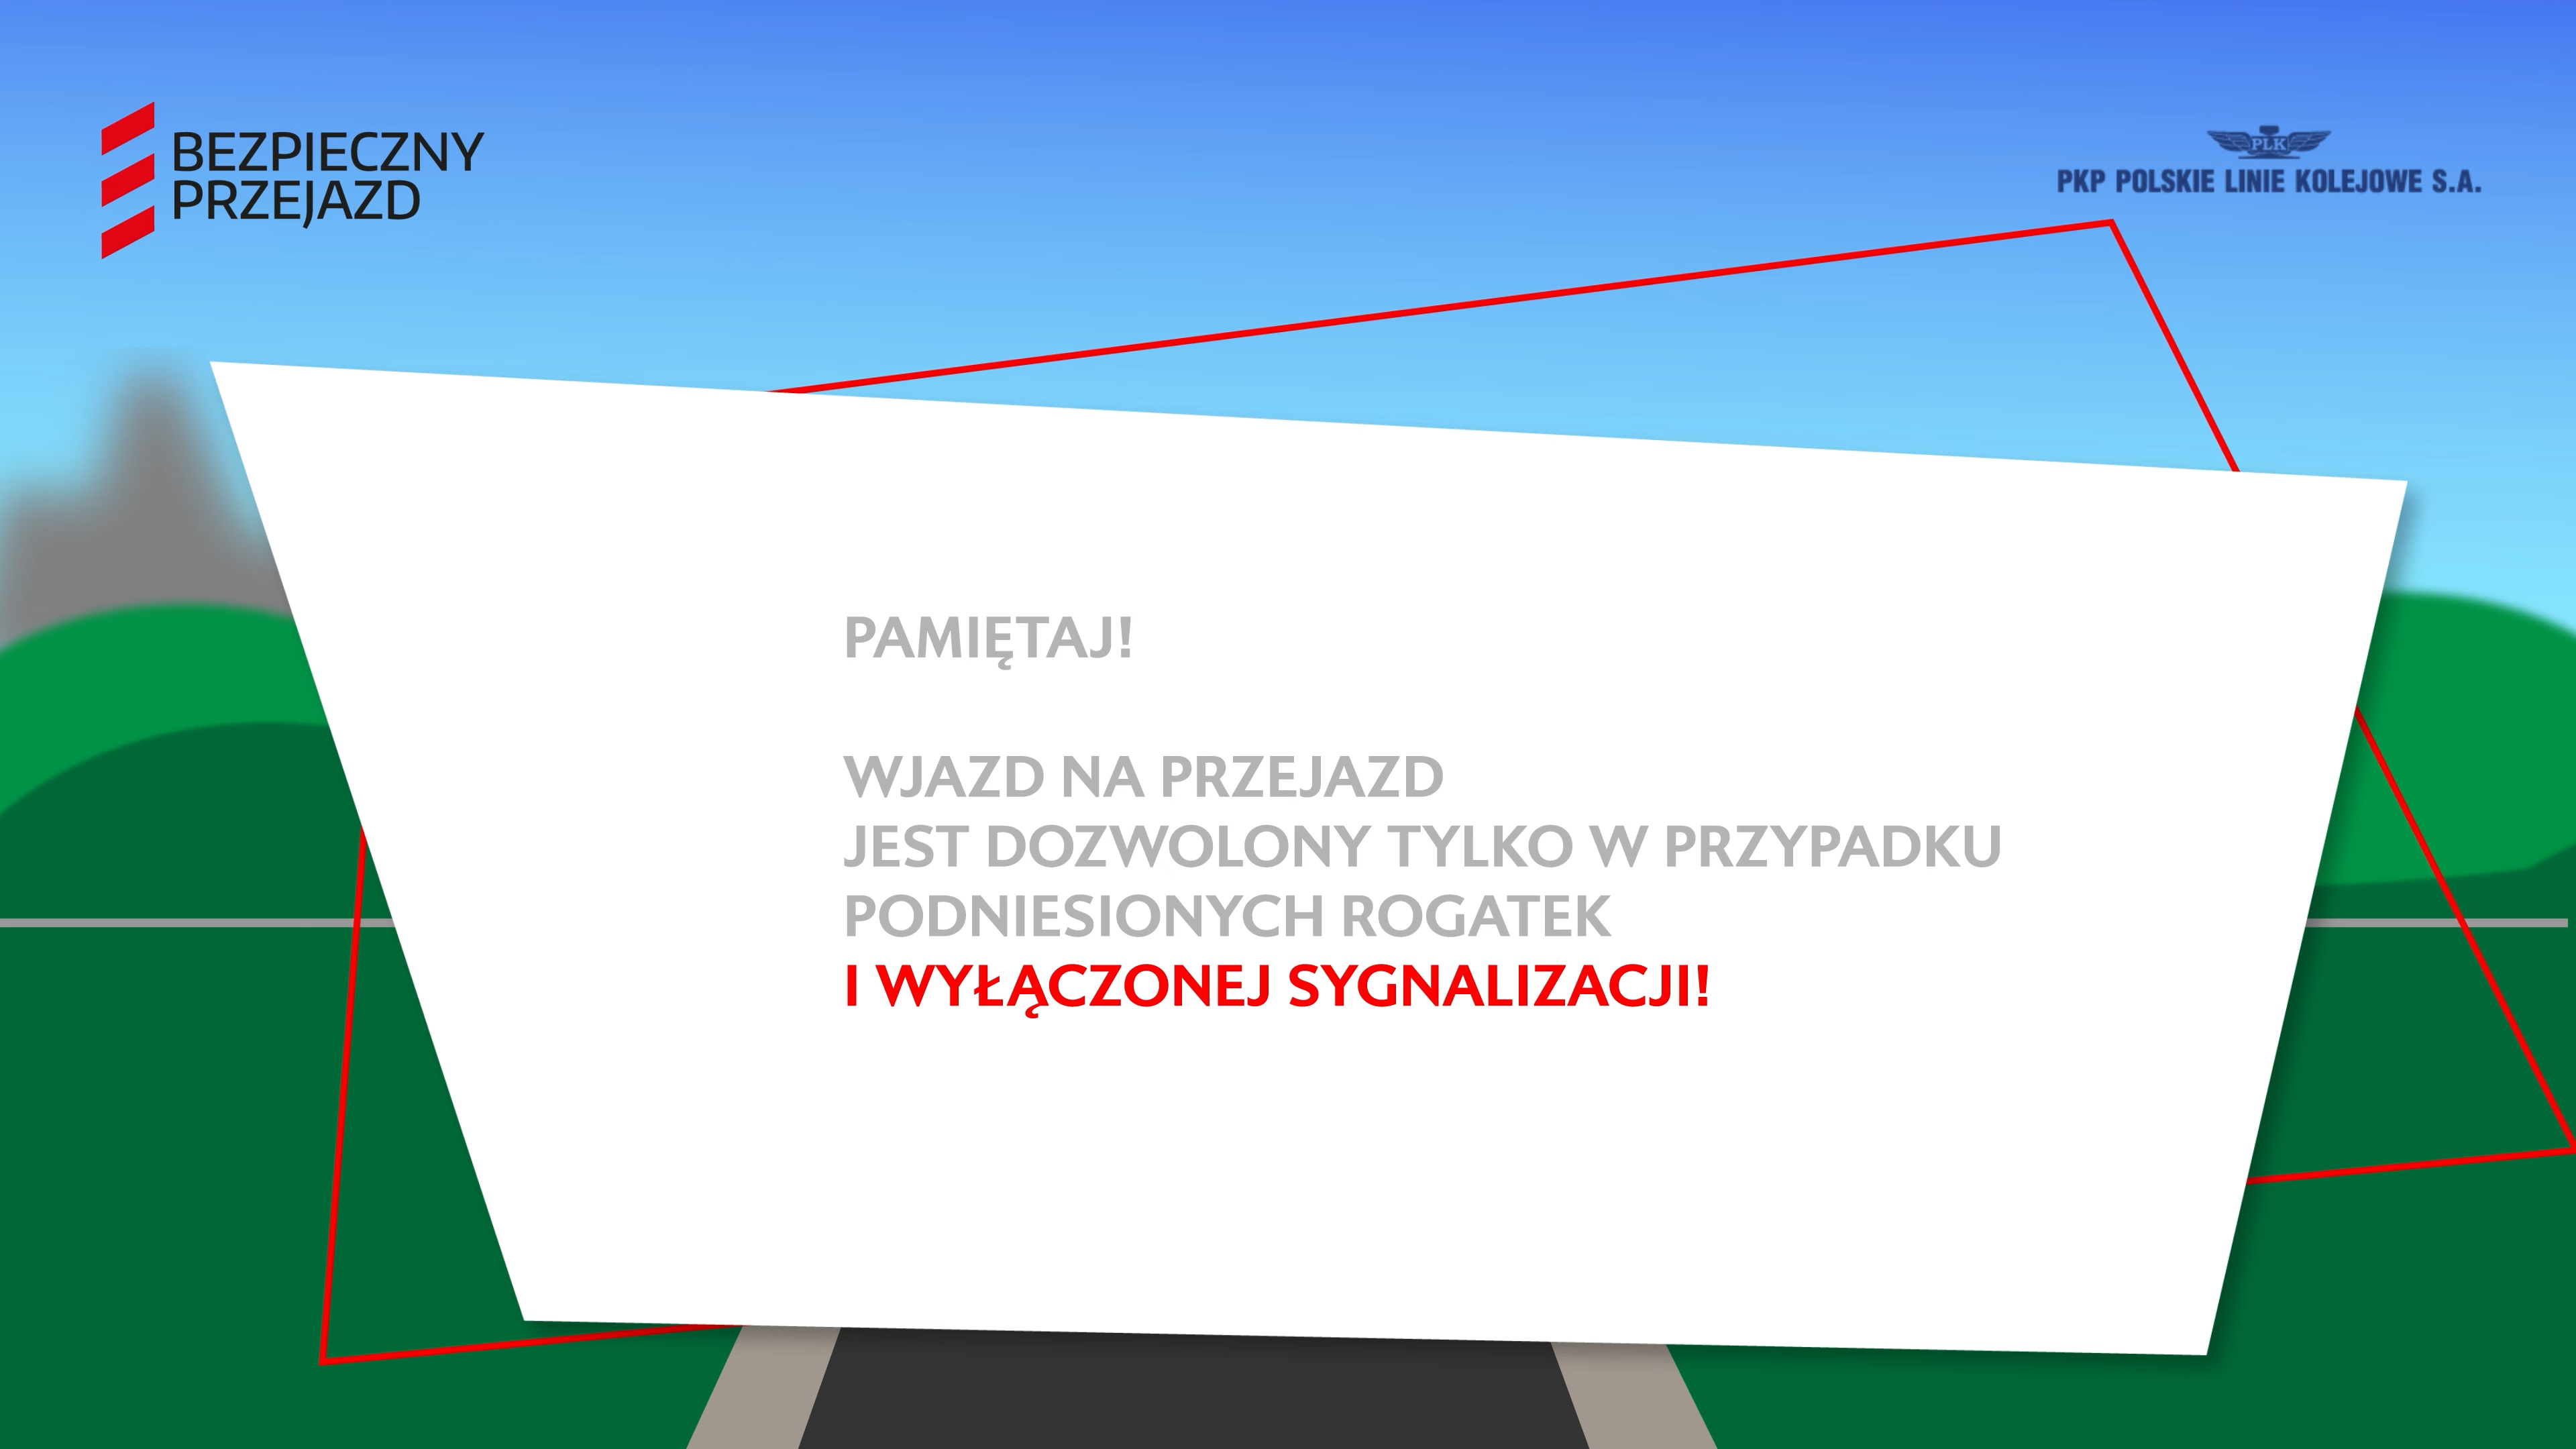 BEZPIECZNY
PRZEJAZD
PLK
PKP POLSKIE LINIE KOLEJOWE S.A.
PAMIĘTAJ!
WJAZD NA PRZEJAZD
JEST DOZWOLONY TYLKO W PRZYPADKU
PODNIESIONYCH ROGATEK
I WYŁĄCZONEJ SYGNALIZACJI!